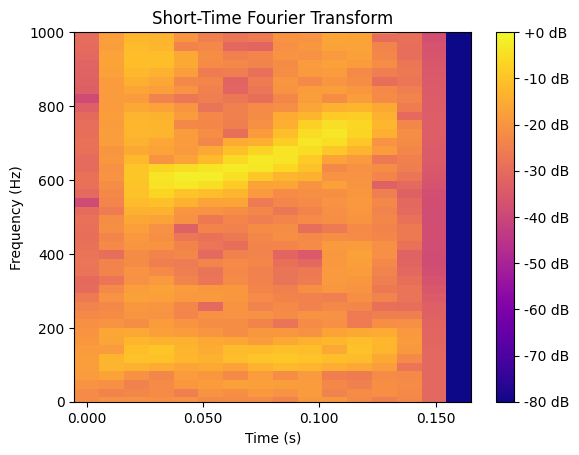 Short-Time Fourier Transform
1000
800
600
400
200
0
Frequency (Hz)
0.000
0.050
0.100
0.150
Time (s)
+0 dB
-10 dB
-20 dB
-30 dB
-40 dB
-50 dB
-60 dB
-70 dB
-80 dB